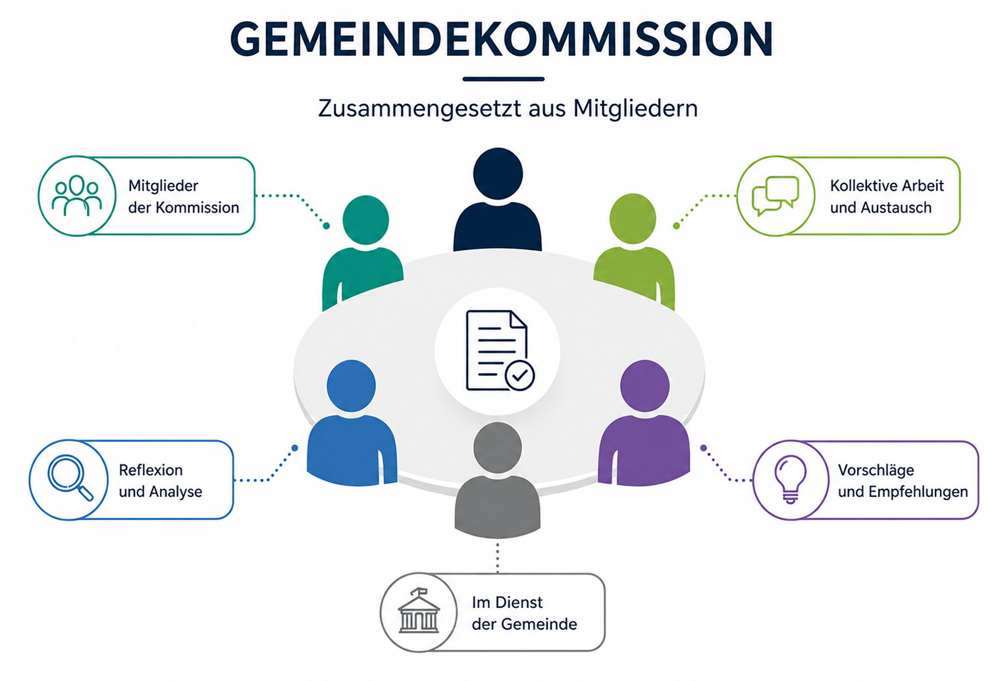 GEMEINDEKOMMISSION
Zusammengesetzt aus Mitgliedern
Mitglieder
der Kommission
Kollektive Arbeit
und Austausch
Reflexion
und Analyse
Vorschläge
und Empfehlungen
Im Dienst
der Gemeinde